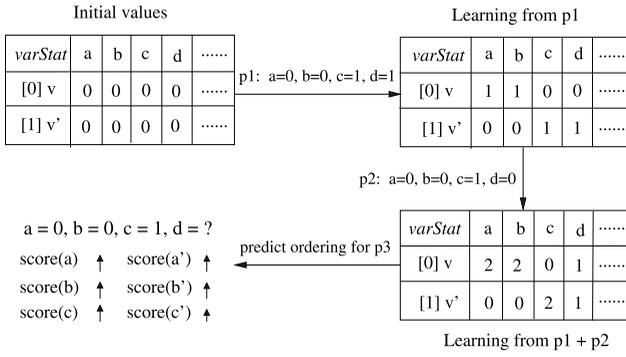 Initial values
varStat a b c d ......
[0] v 0 0 0 0 ......
[1] v’ 0 0 0 0 ......
p1: a=0, b=0, c=1, d=1
Learning from p1
varStat a b c d ......
[0] v 1 1 0 0 ......
[1] v’ 0 0 1 1 ......
p2: a=0, b=0, c=1, d=0
varStat a b c d ......
[0] v 2 2 0 1 ......
[1] v’ 0 0 2 1 ......
Learning from p1 + p2
predict ordering for p3
a = 0, b = 0, c = 1, d = ?
score(a) score(a’)
score(b) score(b’)
score(c) score(c’)